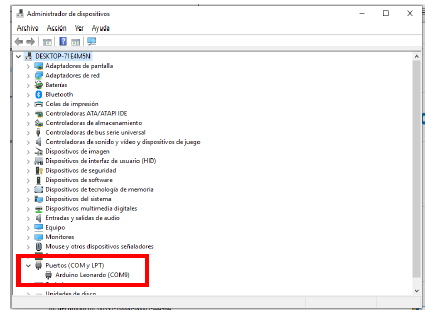 Administrador de dispositivos
Archivo Acción Ver Ayuda
DESKTOP-71E4M5N
Adaptadores de pantalla
Adaptadores de red
Baterías
Bluetooth
Colas de impresión
Controladoras ATA/ATAPI IDE
Controladoras de almacenamiento
Controladoras de bus serie universal
Controladoras de sonido y vídeo y dispositivos de juego
Dispositivos de imagen
Dispositivos de interfaz de usuario (HID)
Dispositivos de seguridad
Dispositivos de software
Dispositivos de tecnología de memoria
Dispositivos del sistema
Dispositivos multimedia digitales
Entradas y salidas de audio
Equipo
Monitores
Mouse y otros dispositivos señaladores
Puertos (COM y LPT)
Arduino Leonardo (COM9)
Unidades de disco